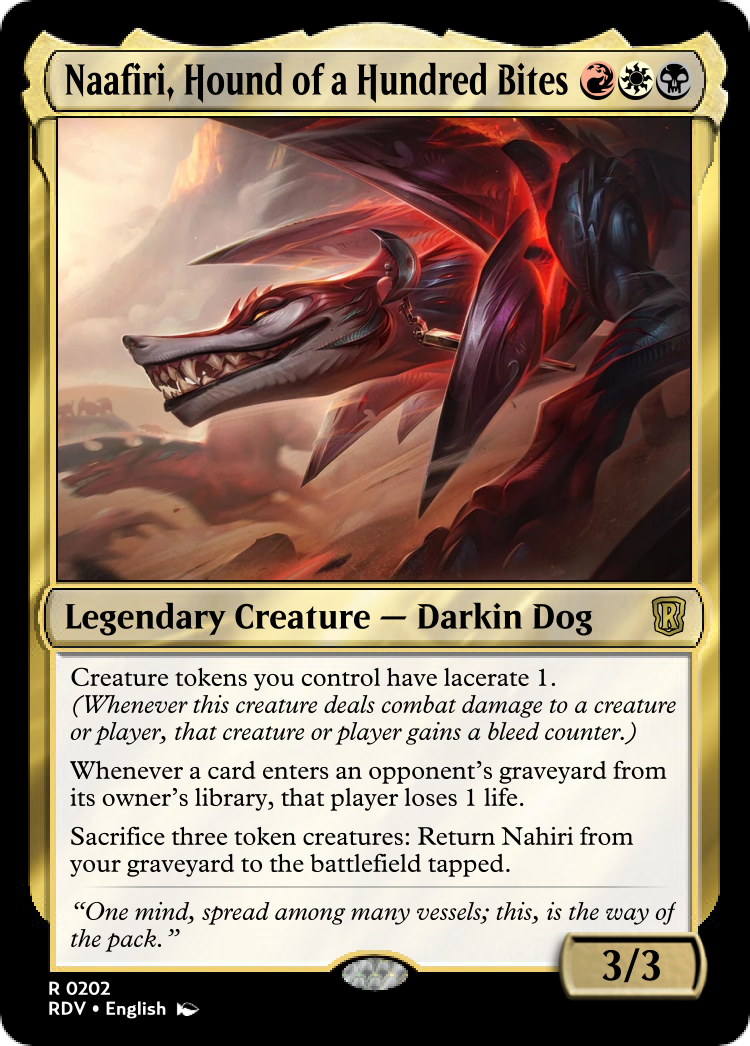 Naafiri, Hound of a Hundred Bites
Legendary Creature — Darkin Dog
R
Creature tokens you control have lacerate 1.
(Whenever this creature deals combat damage to a creature
or player, that creature or player gains a bleed counter.)
Whenever a card enters an opponent’s graveyard from
its owner’s library, that player loses 1 life.
Sacrifice three token creatures: Return Nahiri from
your graveyard to the battlefield tapped.
“One mind, spread among many vessels; this, is the way of
the pack.”
3/3
R 0202
RDV • English